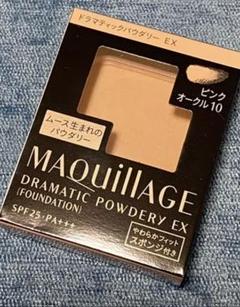 ドラマティックパウダリー EX
ピンク
オークル10
ムース生まれの
パウダリー
MAQuillAGE
DRAMATIC POWDERY EX
(FOUNDATION)
SPF25・PA+++
やわらかフィット
スポンジ付き